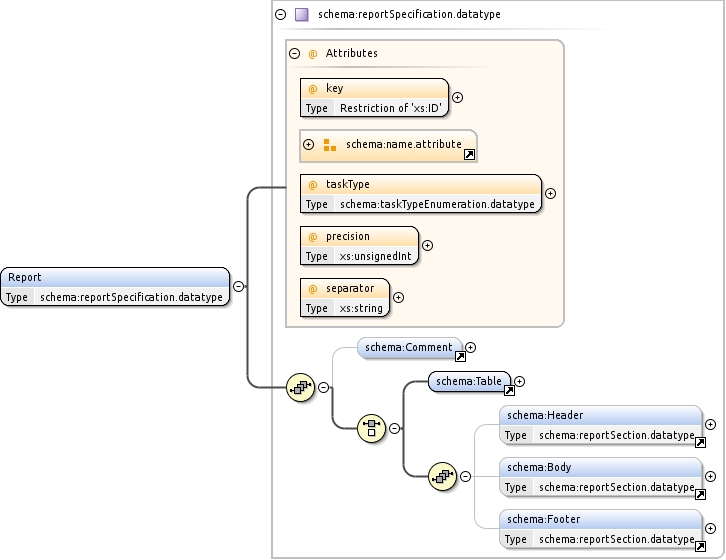 schema:reportSpecification.datatype
@ Attributes
@ key
Type Restriction of 'xs:ID'
schema:name.attribute
@ taskType
Type schema:taskTypeEnumeration.datatype
@ precision
Type xs:unsignedInt
@ separator
Type xs:string
Report
Type schema:reportSpecification.datatype
schema:Comment
schema:Table
schema:Header
Type schema:reportSection.datatype
schema:Body
Type schema:reportSection.datatype
schema:Footer
Type schema:reportSection.datatype